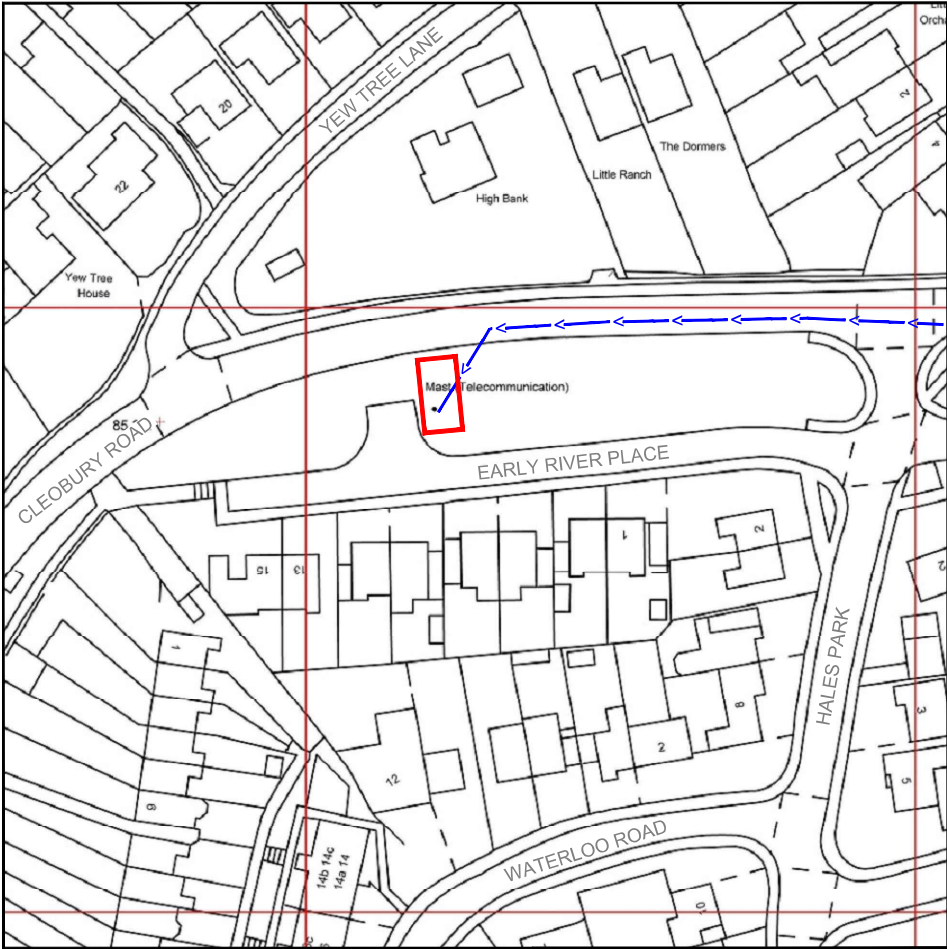 Orcha
YEW TREE LANE
20
2
The Dormers
Little Ranch
22
High Bank
Yew Tree
House
Mast (Telecommunication)
85
CLEOBURY ROAD
EARLY RIVER PLACE
1
2
15
13
2
HALES PARK
1
8
3
2
12
5
9
WATERLOO ROAD
14b 14c
14a 14
10